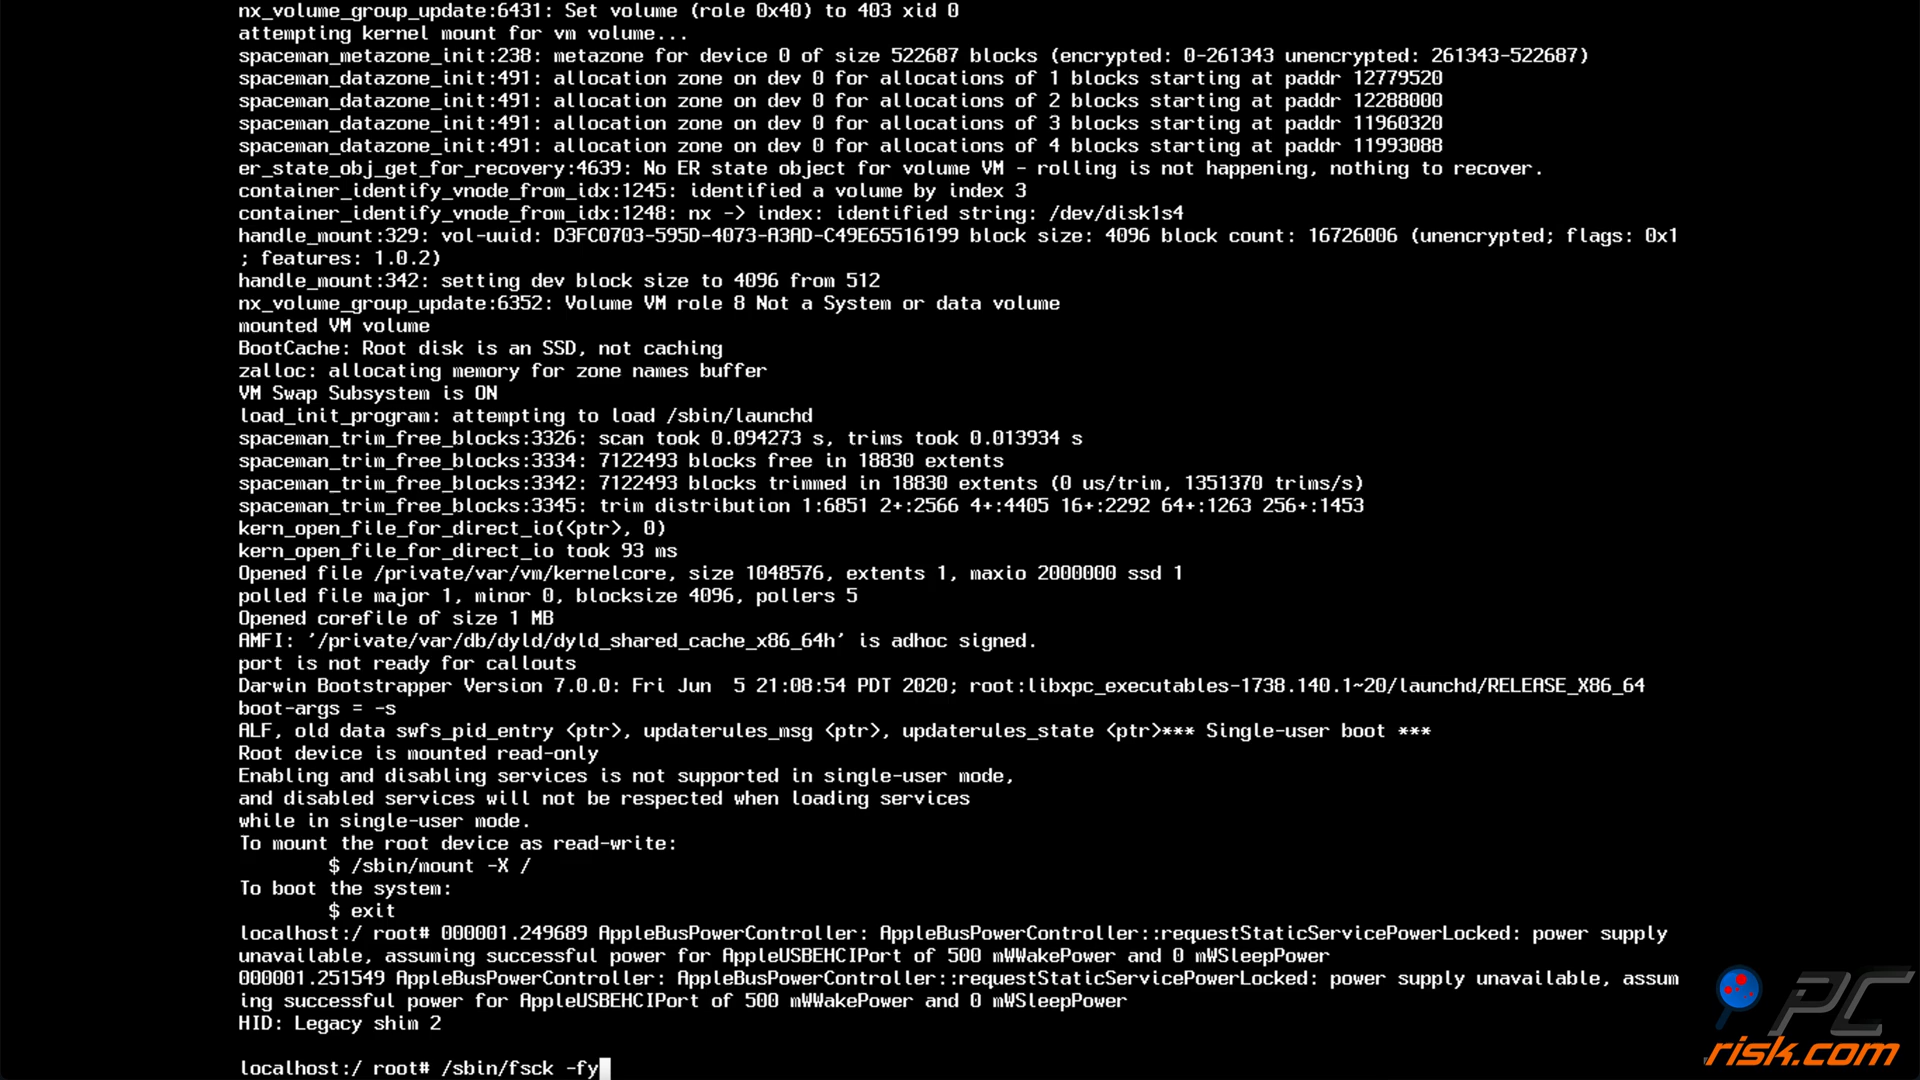 nx_volume_group_update:6431: Set volume (role 0x40) to 403 xid 0
attempting kernel mount for vm volume...
spaceman_metazone_init:238: metazone for device 0 of size 522687 blocks (encrypted: 0-261343 unencrypted: 261343-522687)
spaceman_datazone_init:491: allocation zone on dev 0 for allocations of 1 blocks starting at paddr 12779520
spaceman_datazone_init:491: allocation zone on dev 0 for allocations of 2 blocks starting at paddr 12288000
spaceman_datazone_init:491: allocation zone on dev 0 for allocations of 3 blocks starting at paddr 11960320
spaceman_datazone_init:491: allocation zone on dev 0 for allocations of 4 blocks starting at paddr 11993088
er_state_obj_get_for_recovery:4639: No ER state object for volume VM - rolling is not happening, nothing to recover.
container_identify_vnode_from_idx:1245: identified a volume by index 3
container_identify_vnode_from_idx:1248: nx -> index: identified string: /dev/disk1s4
handle_mount:329: vol-uuid: D3FC0703-595D-4073-A3AD-C49E65516199 block size: 4096 block count: 16726006 (unencrypted; flags: 0x1
; features: 1.0.2)
handle_mount:342: setting dev block size to 4096 from 512
nx_volume_group_update:6352: Volume VM role 8 Not a System or data volume
mounted VM volume
BootCache: Root disk is an SSD, not caching
zalloc: allocating memory for zone names buffer
VM Swap Subsystem is ON
load_init_program: attempting to load /sbin/launchd
spaceman_trim_free_blocks:3326: scan took 0.094273 s, trims took 0.013934 s
spaceman_trim_free_blocks:3334: 7122493 blocks free in 18830 extents
spaceman_trim_free_blocks:3342: 7122493 blocks trimmed in 18830 extents (0 us/trim, 1351370 trims/s)
spaceman_trim_free_blocks:3345: trim distribution 1:6851 2+:2566 4+:4405 16+:2292 64+:1263 256+:1453
kern_open_file_for_direct_io(<ptr>, 0)
kern_open_file_for_direct_io took 93 ms
Opened file /private/var/vm/kernelcore, size 1048576, extents 1, maxio 2000000 ssd 1
polled file major 1, minor 0, blocksize 4096, pollers 5
Opened corefile of size 1 MB
AMFI: '/private/var/db/dyld/dyld_shared_cache_x86_64h' is adhoc signed.
port is not ready for callouts
Darwin Bootstrapper Version 7.0.0: Fri Jun  5 21:08:54 PDT 2020; root:libxpc_executables-1738.140.1~20/launchd/RELEASE_X86_64
boot-args = -s
ALF, old data swfs_pid_entry <ptr>, updaterules_msg <ptr>, updaterules_state <ptr>*** Single-user boot ***
Root device is mounted read-only
Enabling and disabling services is not supported in single-user mode,
and disabled services will not be respected when loading services
while in single-user mode.
To mount the root device as read-write:
        $ /sbin/mount -X /
To boot the system:
        $ exit
localhost:/ root# 000001.249689 AppleBusPowerController: AppleBusPowerController::requestStaticServicePowerLocked: power supply
unavailable, assuming successful power for AppleUSBEHCIPort of 500 mWWakePower and 0 mWSleepPower
000001.251549 AppleBusPowerController: AppleBusPowerController::requestStaticServicePowerLocked: power supply unavailable, assum
ing successful power for AppleUSBEHCIPort of 500 mWWakePower and 0 mWSleepPower
HID: Legacy shim 2
localhost:/ root# /sbin/fsck -fy
PC
risk.com